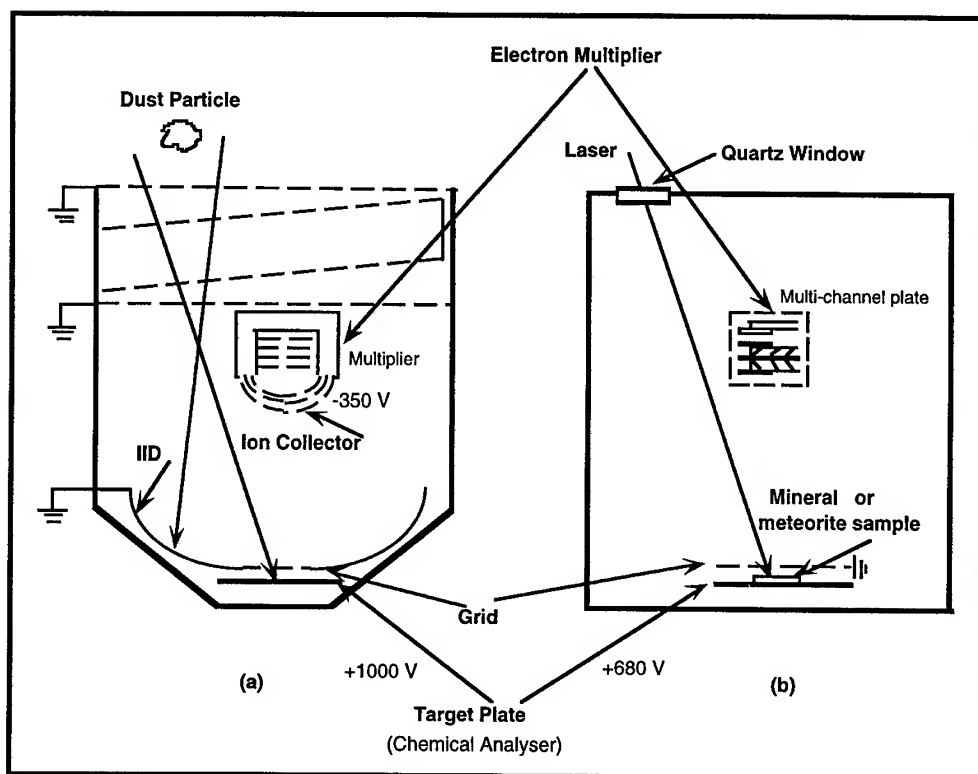 Electron Multiplier
Dust Particle
Laser
Quartz Window
Multi-channel plate
Multiplier
-350 V
Ion Collector
IID
Mineral or
meteorite sample
Grid
+1000 V
+680 V
(a)
(b)
Target Plate
(Chemical Analyser)